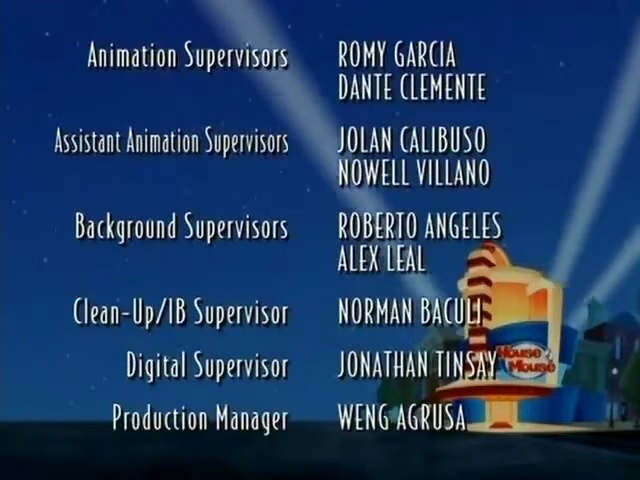 Animation Supervisors ROMY GARCIA
DANTE CLEMENTE
Assistant Animation Supervisors JOLAN CALIBUSO
NOWELL VILLANO
Background Supervisors ROBERTO ANGELES
ALEX LEAL
Clean-Up/IB Supervisor NORMAN BACULI
Digital Supervisor JONATHAN TINSAY
Production Manager WENG AGRUSA
House
Mouse